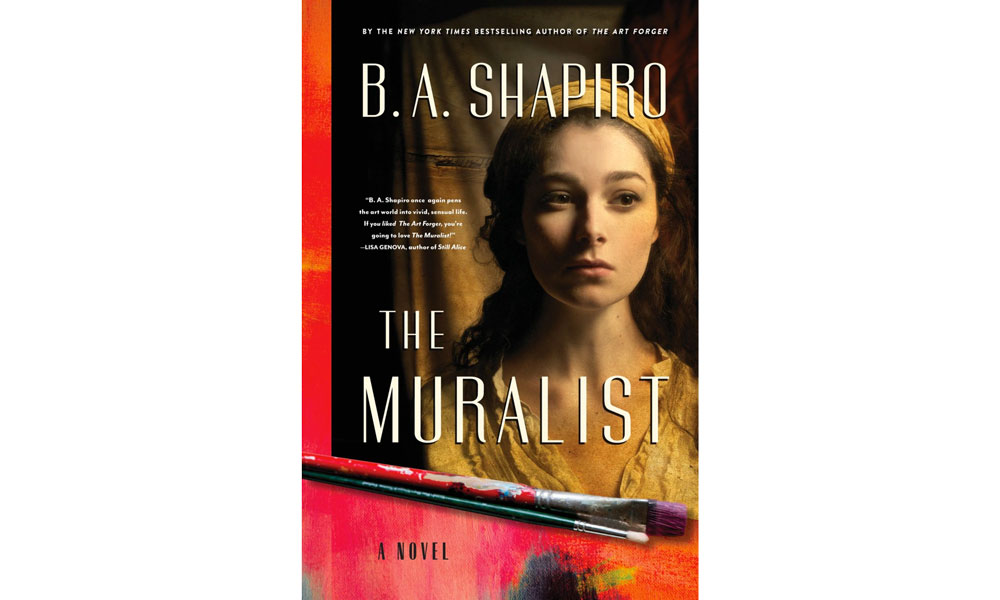 BY THE NEW YORK TIMES BESTSELLING AUTHOR OF THE ART FORGER
B. A. SHAPIRO
“B. A. Shapiro once again pens
the art world into vivid, sensual life.
If you liked The Art Forger, you’re
going to love The Muralist!”
—LISA GENOVA, author of Still Alice
THE
MURALIST
A NOVEL